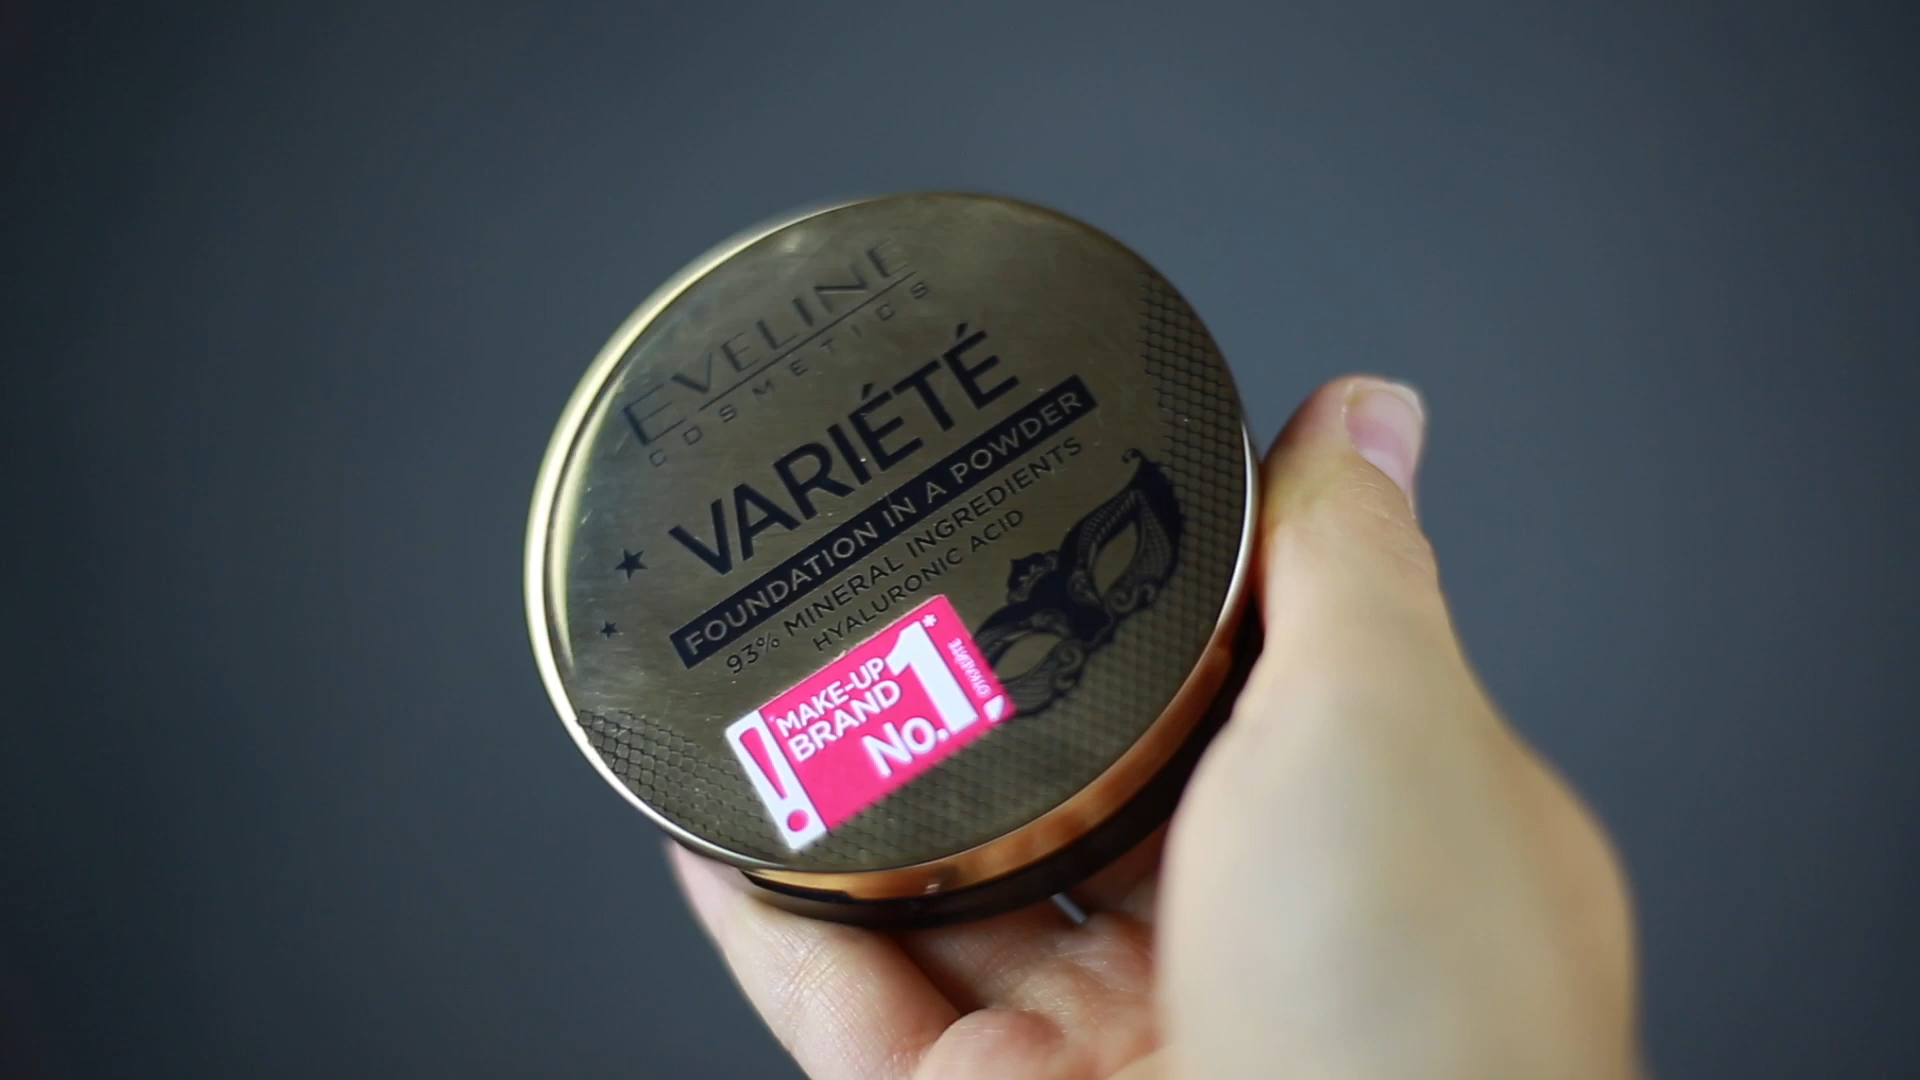 EVELINE
COSMETICS
VARIÉTÉ
FOUNDATION IN A POWDER
93% MINERAL INGREDIENTS
HYALURONIC ACID
MAKE-UP
BRAND
No.1*